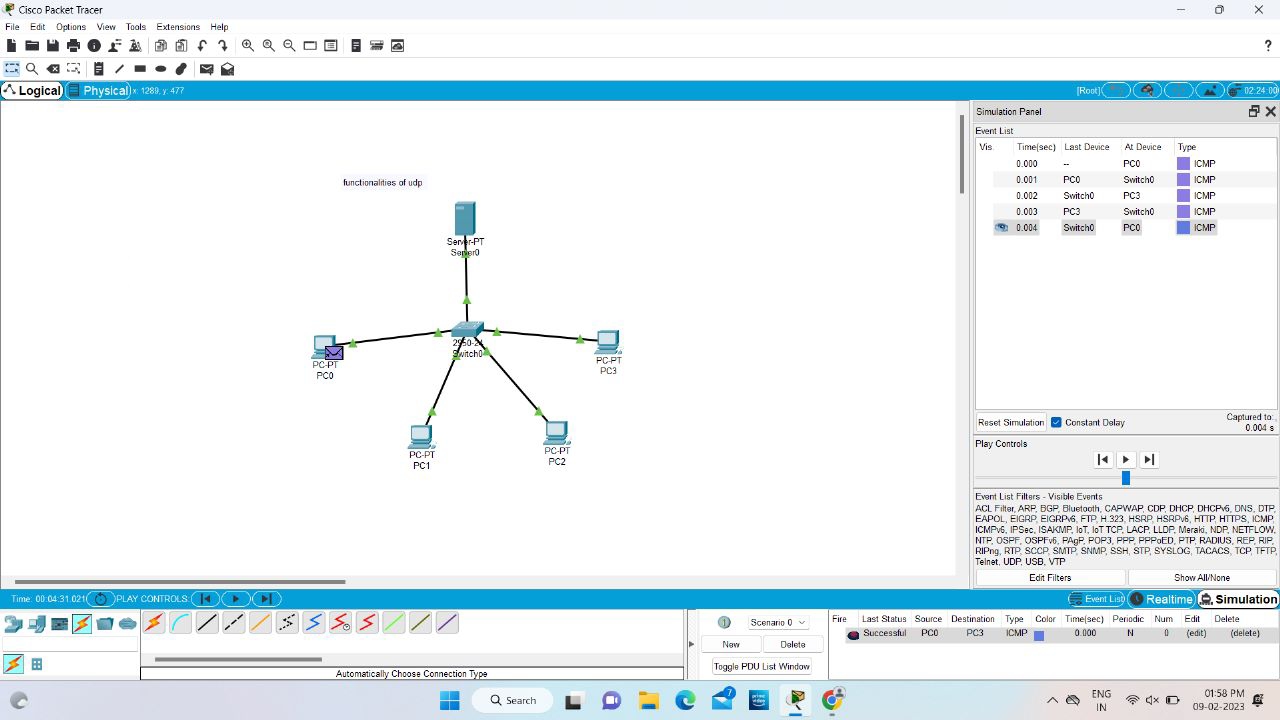 Cisco Packet Tracer
File Edit Options View Tools Extensions Help
?
Logical Physical x: 1289, y: 477 [Root] 02:24:00
Simulation Panel
Event List
Vis. Time(sec) Last Device At Device Type
0.000 -- PC0 ICMP
0.001 PC0 Switch0 ICMP
0.002 Switch0 PC3 ICMP
0.003 PC3 Switch0 ICMP
0.004 Switch0 PC0 ICMP
functionalities of udp
Server-PT
Server0
2950-24
Switch0
PC-PT
PC0
PC-PT
PC3
PC-PT
PC1
PC-PT
PC2
Reset Simulation Constant Delay Captured to:
0.004 s
Play Controls
Event List Filters - Visible Events
ACL Filter, ARP, BGP, Bluetooth, CAPWAP, CDP, DHCP, DHCPv6, DNS, DTP,
EAPOL, EIGRP, EIGRPv6, FTP, H.323, HSRP, HSRPv6, HTTP, HTTPS, ICMP,
ICMPv6, IPSec, ISAKMP, IoT, IoT TCP, LACP, LLDP, Meraki, NDP, NETFLOW,
NTP, OSPF, OSPFv6, PAgP, POP3, PPP, PPPoED, PTP, RADIUS, REP, RIP,
RIPng, RTP, SCCP, SMTP, SNMP, SSH, STP, SYSLOG, TACACS, TCP, TFTP,
Telnet, UDP, USB, VTP
Edit Filters Show All/None
Time: 00:04:31.021 PLAY CONTROLS: Event List Realtime Simulation
Scenario 0
New Delete
Toggle PDU List Window
Fire Last Status Source Destination Type Color Time(sec) Periodic Num Edit Delete
Successful PC0 PC3 ICMP 0.000 N 0 (edit) (delete)
Automatically Choose Connection Type
Search
7
prime video
ENG
IN
01:58 PM
09-02-2023